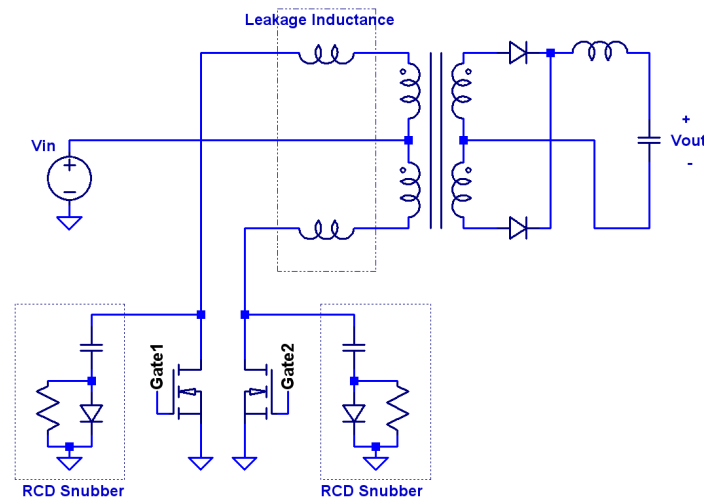 Leakage Inductance
Vin
+
Vout
-
Gate1
Gate2
RCD Snubber
RCD Snubber